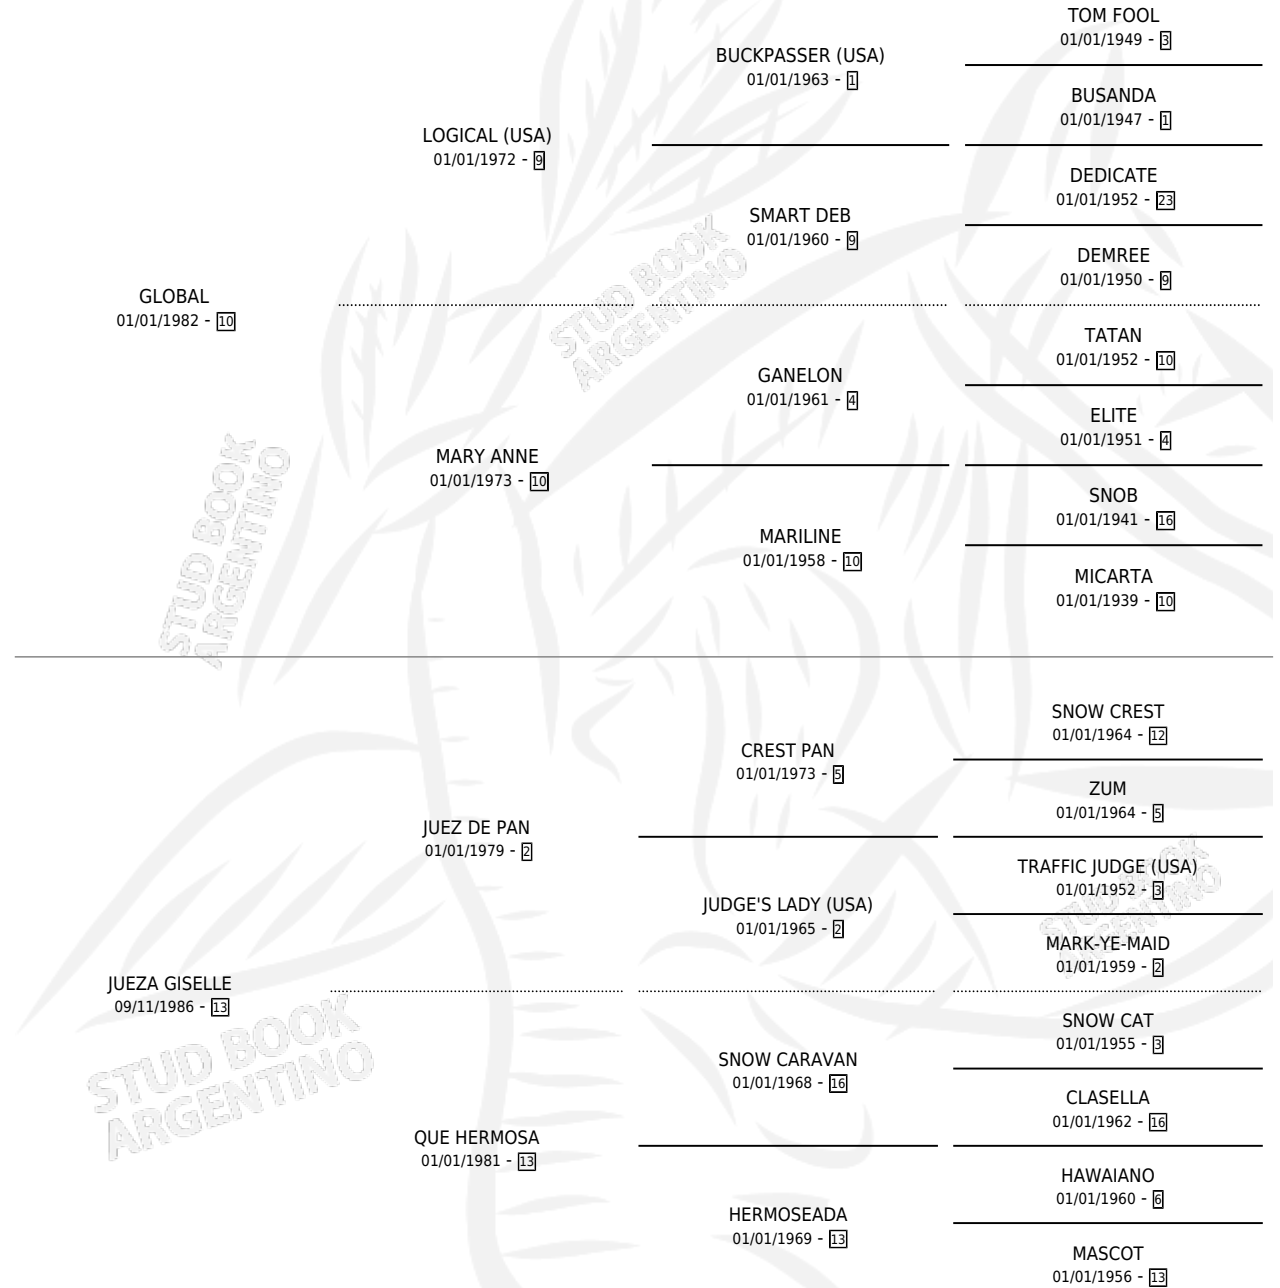 TOM FOOL
01/01/1949 - 3
BUCKPASSER (USA)
01/01/1963 - 1
BUSANDA
01/01/1947 - 1
LOGICAL (USA)
01/01/1972 - 9
DEDICATE
01/01/1952 - 23
SMART DEB
01/01/1960 - 9
DEMREE
01/01/1950 - 9
GLOBAL
01/01/1982 - 10
TATAN
01/01/1952 - 10
GANELON
01/01/1961 - 4
ELITE
01/01/1951 - 4
MARY ANNE
01/01/1973 - 10
SNOB
01/01/1941 - 16
MARILINE
01/01/1958 - 10
MICARTA
01/01/1939 - 10
SNOW CREST
01/01/1964 - 12
CREST PAN
01/01/1973 - 5
ZUM
01/01/1964 - 5
JUEZ DE PAN
01/01/1979 - 2
TRAFFIC JUDGE (USA)
01/01/1952 - 3
JUDGE'S LADY (USA)
01/01/1965 - 2
MARK-YE-MAID
01/01/1959 - 2
JUEZA GISELLE
09/11/1986 - 13
SNOW CAT
01/01/1955 - 3
SNOW CARAVAN
01/01/1968 - 16
CLASELLA
01/01/1962 - 16
QUE HERMOSA
01/01/1981 - 13
HAWAIANO
01/01/1960 - 6
HERMOSEADA
01/01/1969 - 13
MASCOT
01/01/1956 - 13
STUD BOOK
ARGENTINO
STUD BOOK
ARGENTINO
STUD BOOK
ARGENTINO
STUD BOOK
ARGENTINO